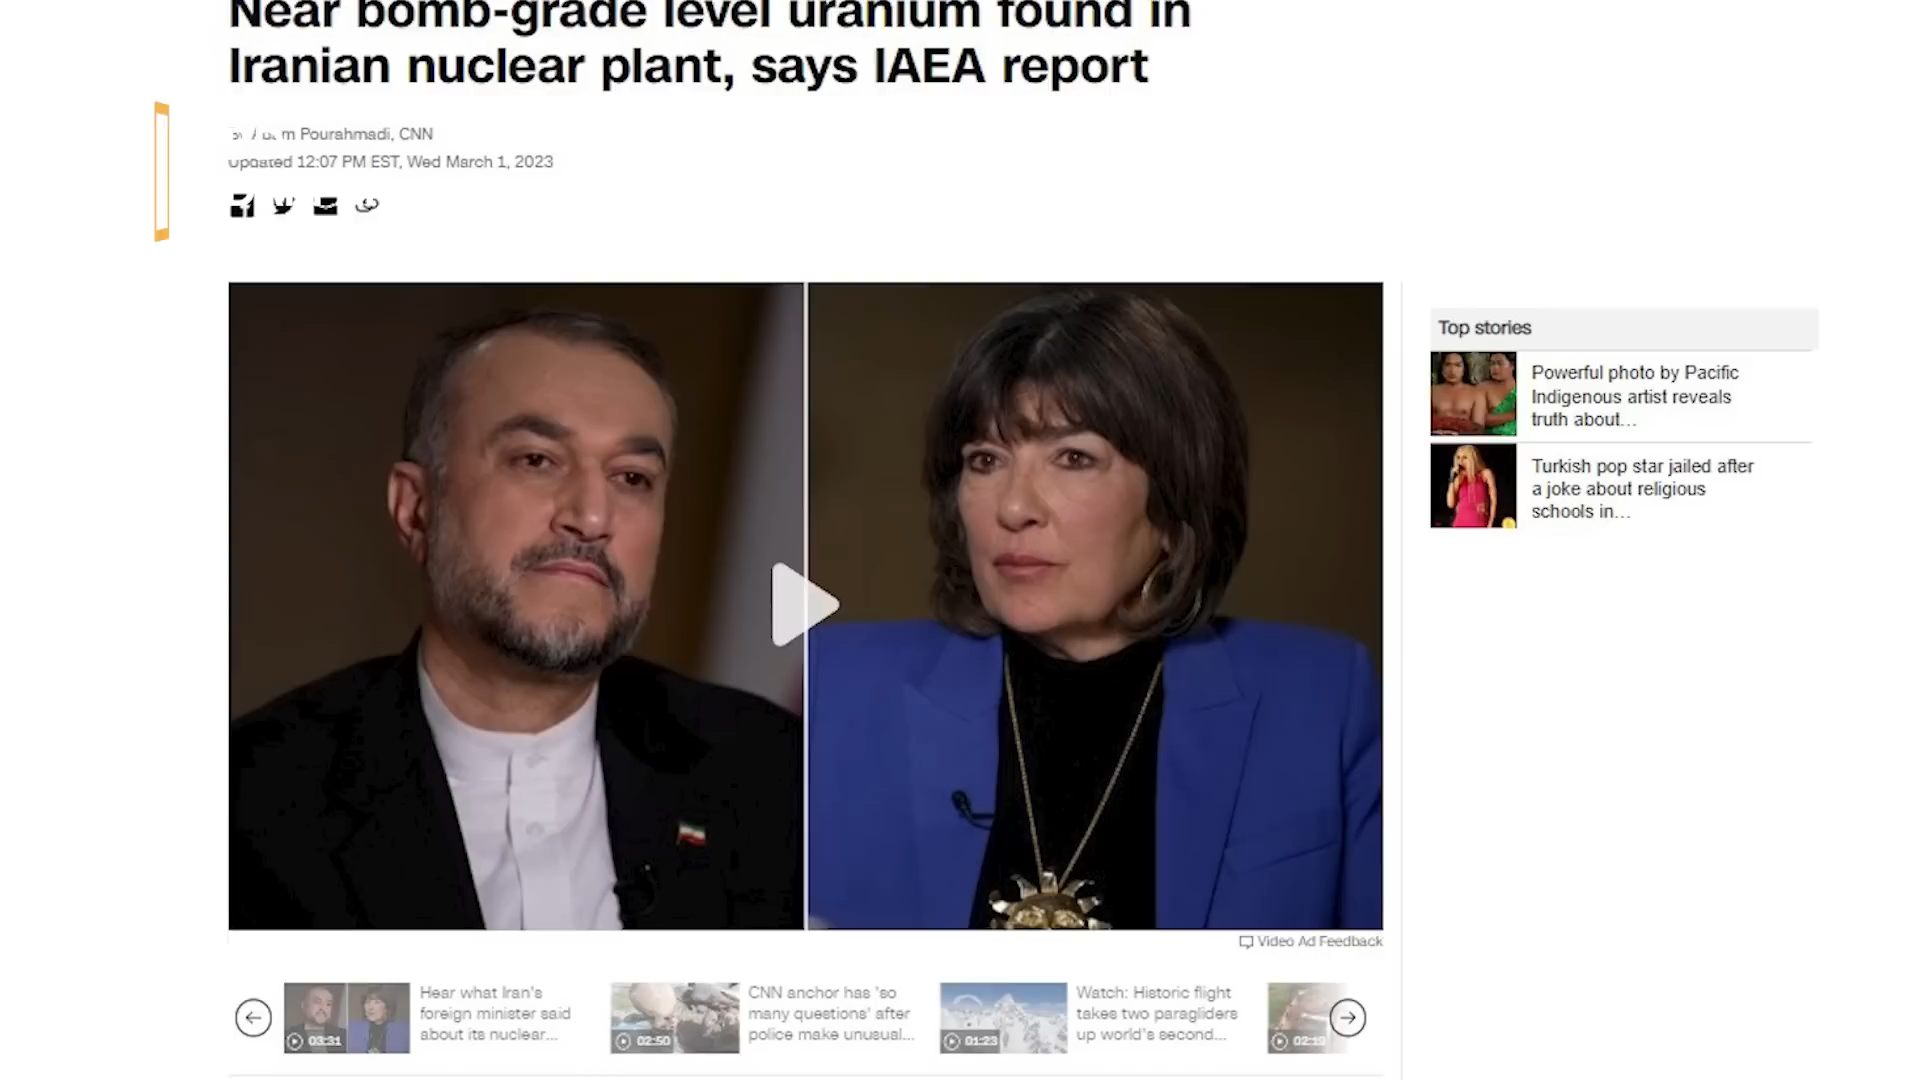 Near bomb-grade level uranium found in
Iranian nuclear plant, says IAEA report
Pourahmadi, CNN
Updated 12:07 PM EST, Wed March 1, 2023
Top stories
Powerful photo by Pacific
Indigenous artist reveals
truth about...
Turkish pop star jailed after
a joke about religious
schools in...
Video Ad Feedback
Hear what Iran's
foreign minister said
about its nuclear...
03:31
CNN anchor has 'so
many questions' after
police make unusual...
02:50
Watch: Historic flight
takes two paragliders
up world's second...
01:23
02:19